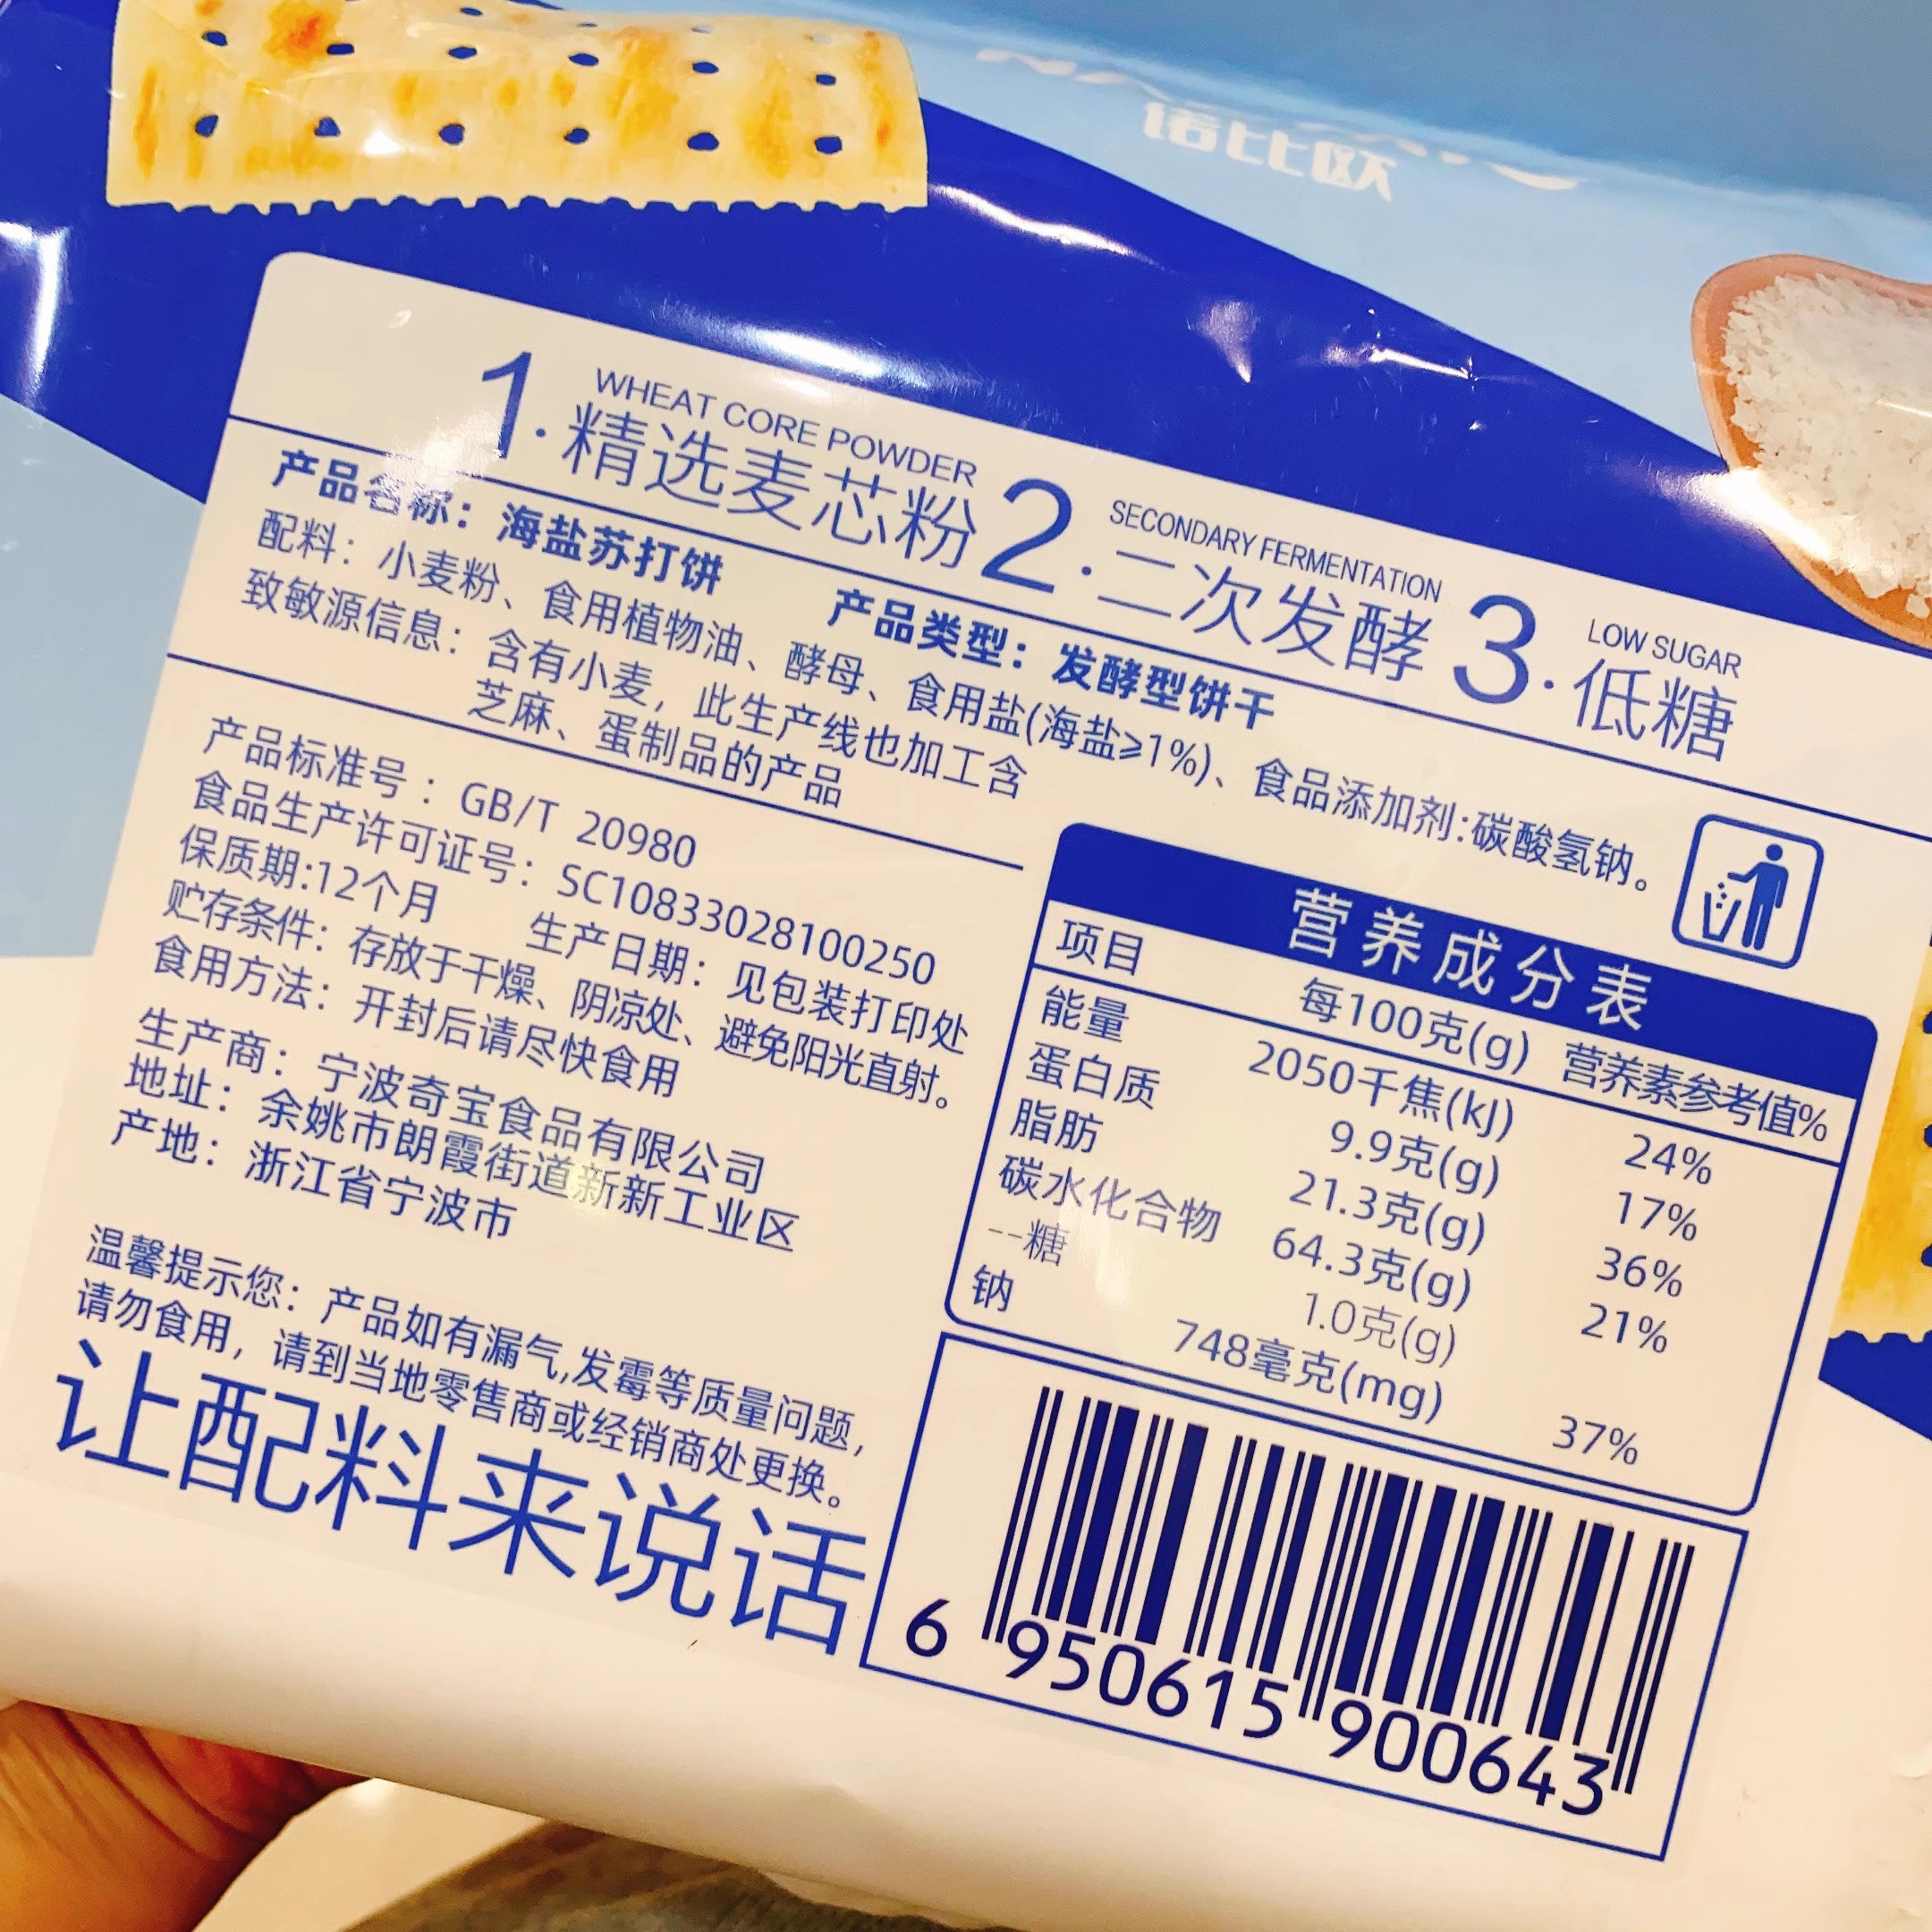 诺比欧
WHEAT CORE POWDER
1.精选麦芯粉
SECONDARY FERMENTATION
2.二次发酵
LOW SUGAR
3.低糖
产品名称：海盐苏打饼 产品类型：发酵型饼干
配料：小麦粉、食用植物油、酵母、食用盐(海盐≥1%)、食品添加剂:碳酸氢钠。
致敏源信息：含有小麦，此生产线也加工含
芝麻、蛋制品的产品
产品标准号：GB/T 20980
食品生产许可证号：SC10833028100250
保质期:12个月 生产日期：见包装打印处
贮存条件：存放于干燥、阴凉处、避免阳光直射。
食用方法：开封后请尽快食用
生产商：宁波奇宝食品有限公司
地址：余姚市朗霞街道新新工业区
产地：浙江省宁波市
温馨提示您：产品如有漏气,发霉等质量问题，
请勿食用，请到当地零售商或经销商处更换。
让配料来说话
营养成分表
项目 每100克(g) 营养素参考值%
能量 2050千焦(kJ) 24%
蛋白质 9.9克(g) 17%
脂肪 21.3克(g) 36%
碳水化合物 64.3克(g) 21%
--糖 1.0克(g)
钠 748毫克(mg) 37%
6 950615 900643